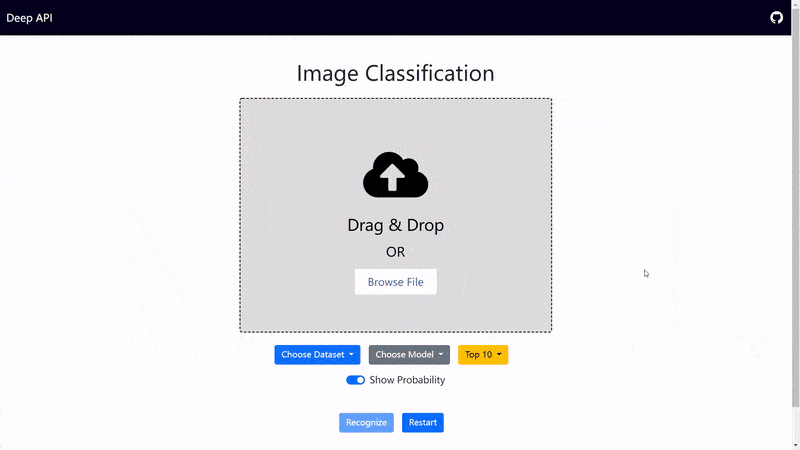 Deep API
Image Classification
Drag & Drop
OR
Browse File
Choose Dataset Choose Model Top 10
Show Probability
Recognize Restart